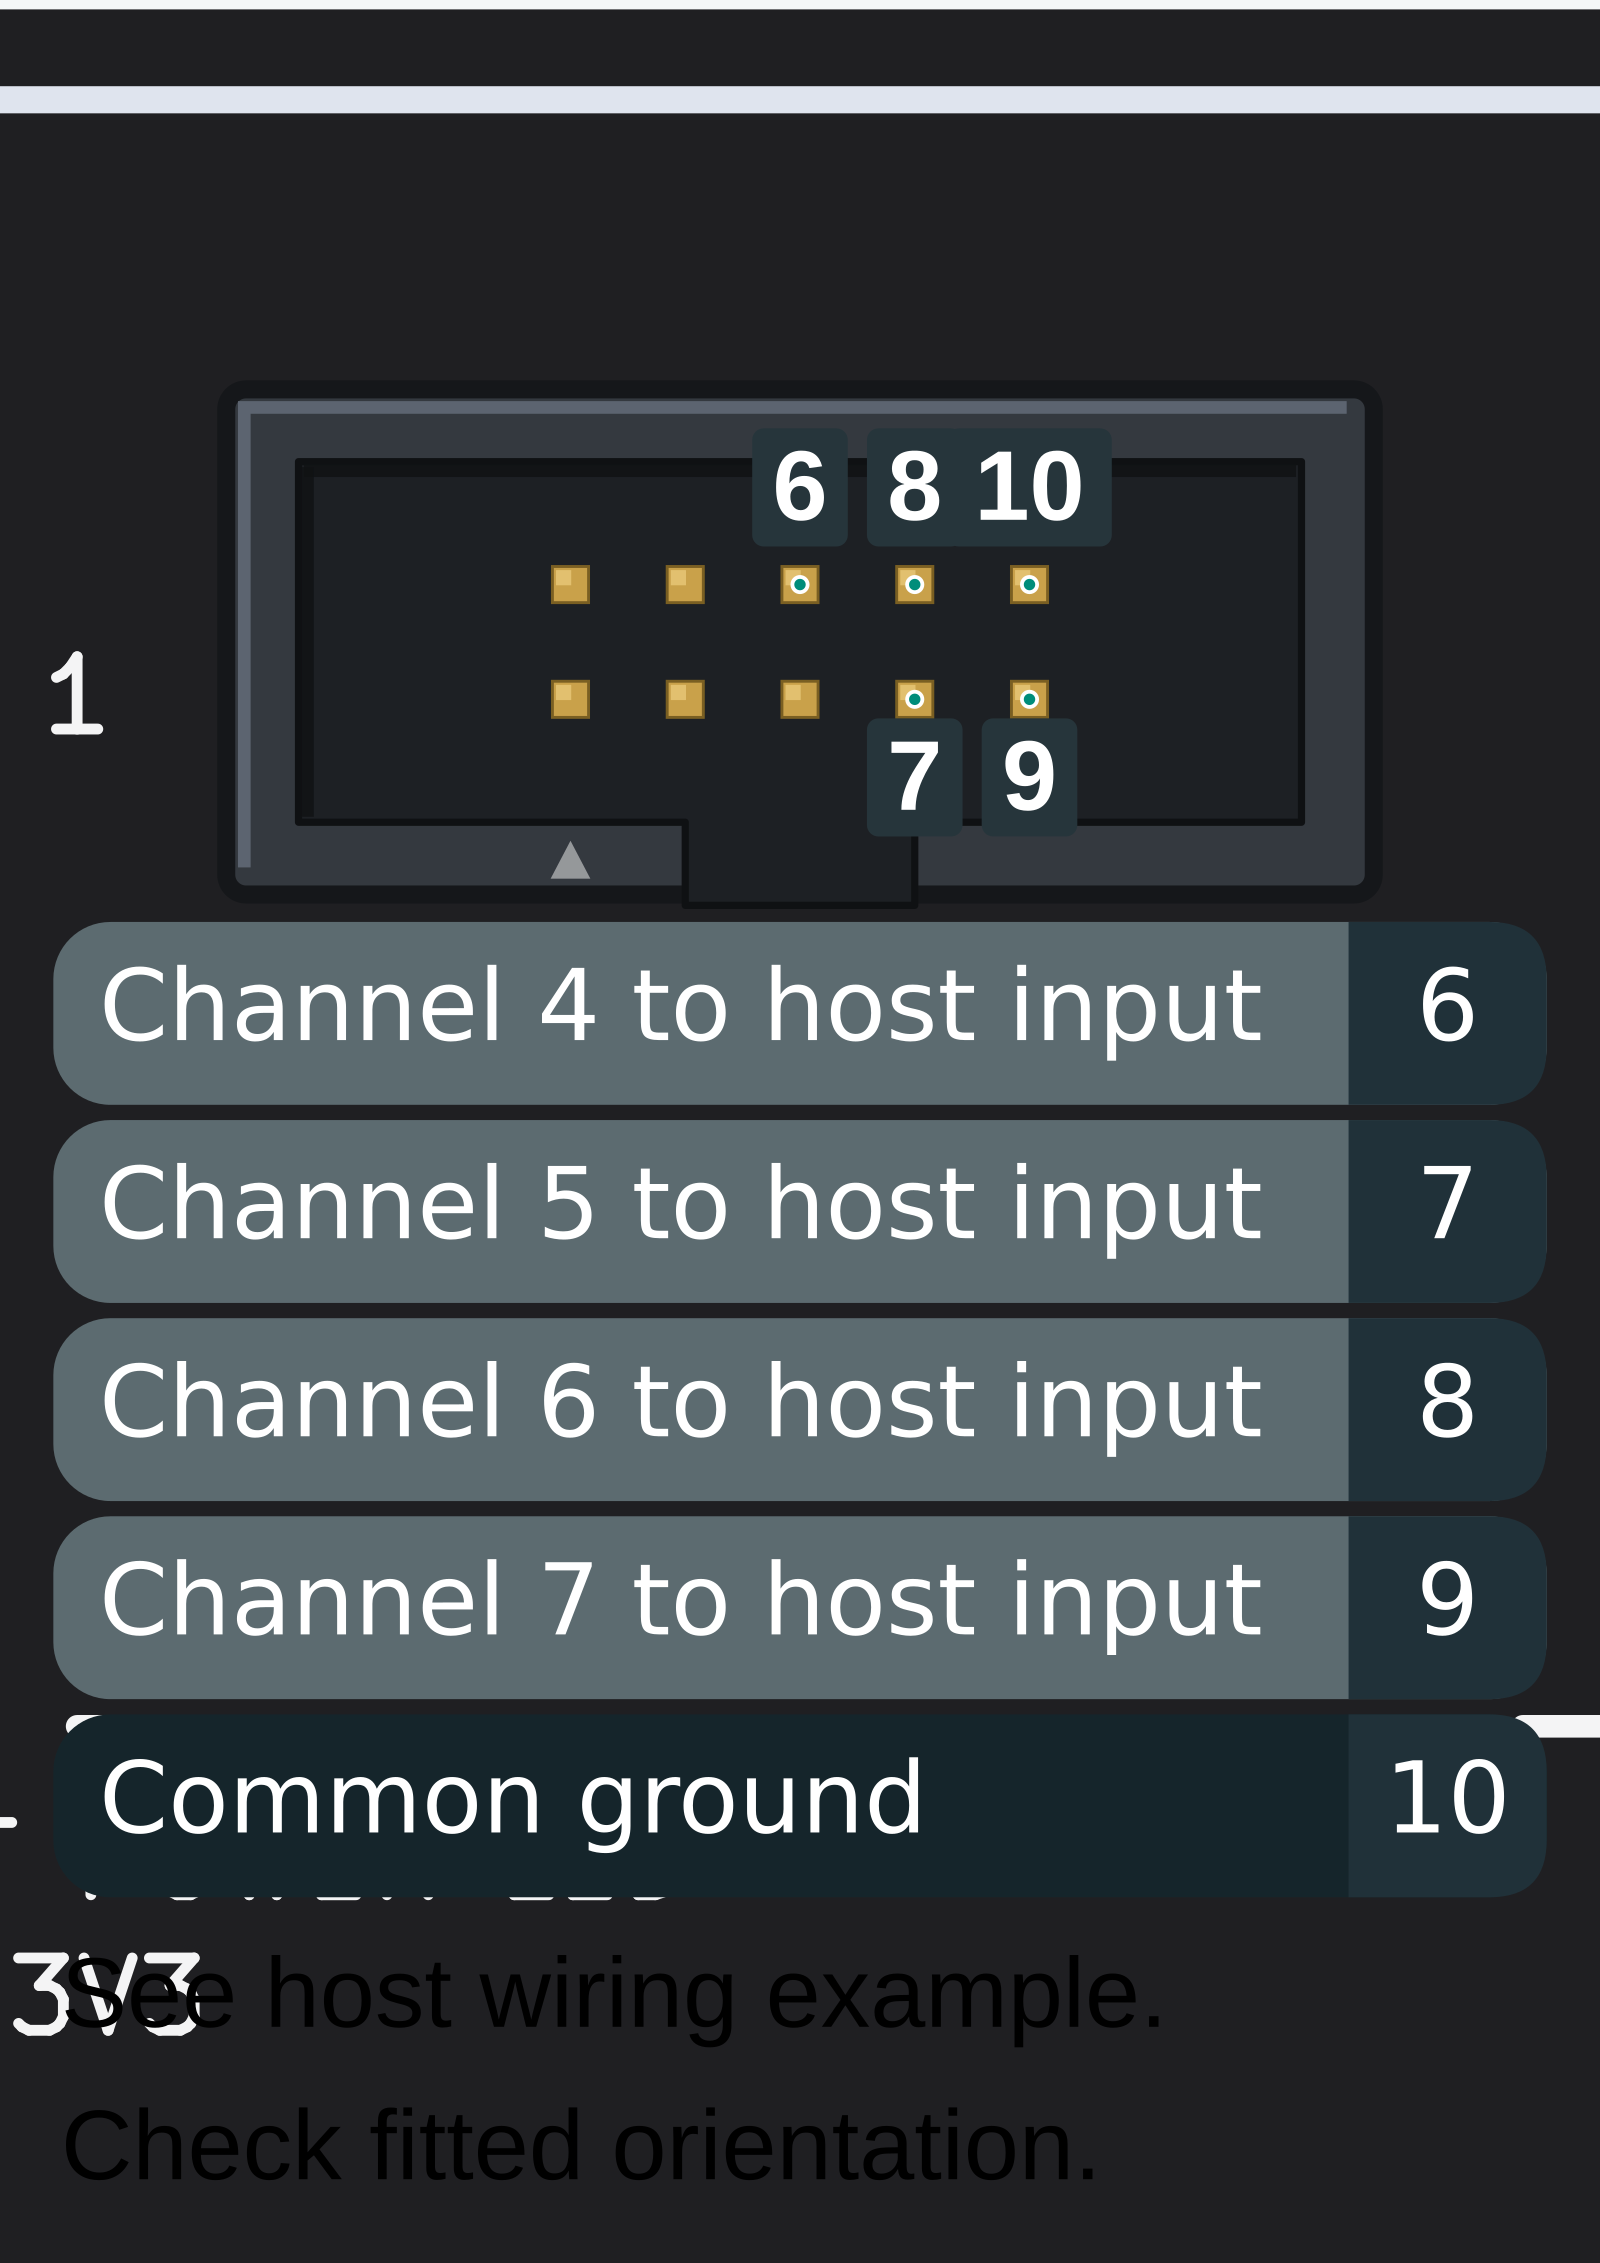 6 8 10
1
7 9
Channel 4 to host input 6
Channel 5 to host input 7
Channel 6 to host input 8
Channel 7 to host input 9
Common ground 10
3V3
See host wiring example.
Check fitted orientation.